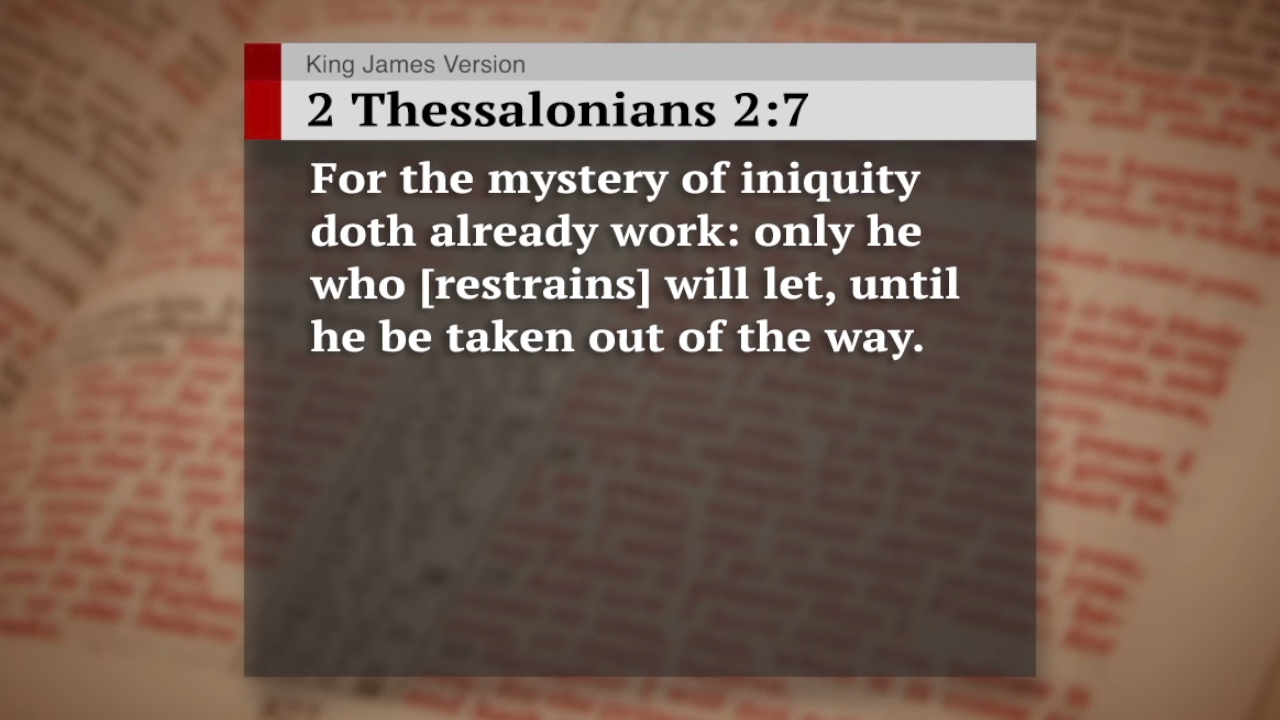 King James Version
2 Thessalonians 2:7
For the mystery of iniquity
doth already work: only he
who [restrains] will let, until
he be taken out of the way.